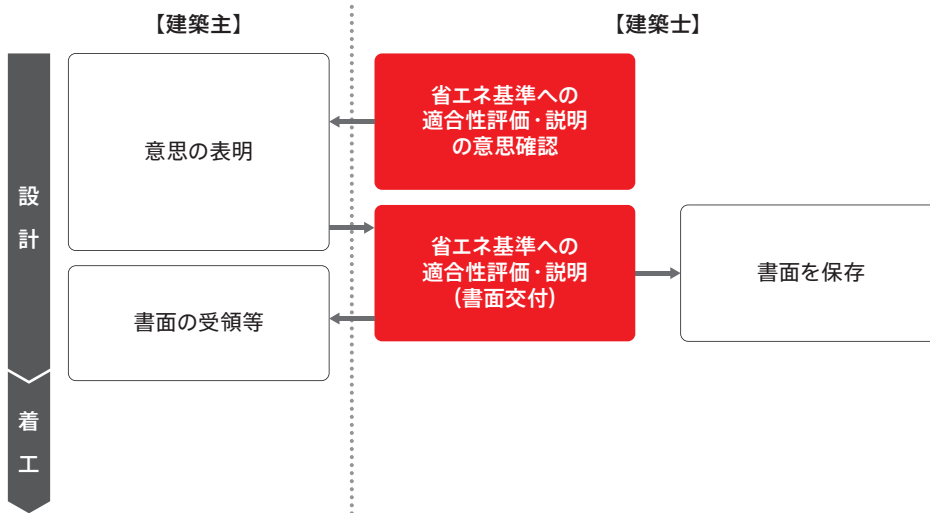 【建築主】
【建築士】
設計
着工
意思の表明
省エネ基準への
適合性評価・説明
の意思確認
省エネ基準への
適合性評価・説明
(書面交付)
書面を保存
書面の受領等